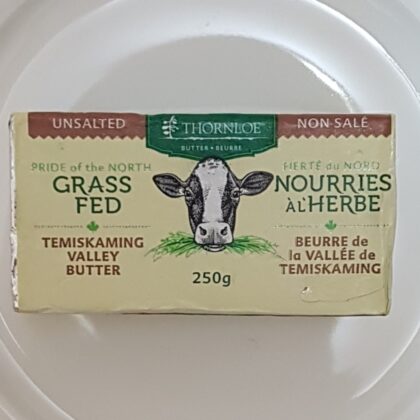 UNSALTED
THORNLOE
NON SALÉ
BUTTER • BEURRE
PRIDE of the NORTH
GRASS
FED
TEMISKAMING
VALLEY
BUTTER
FIERTÉ du NORD
NOURRIES
À L'HERBE
BEURRE de
la VALLÉE de
TEMISKAMING
250g